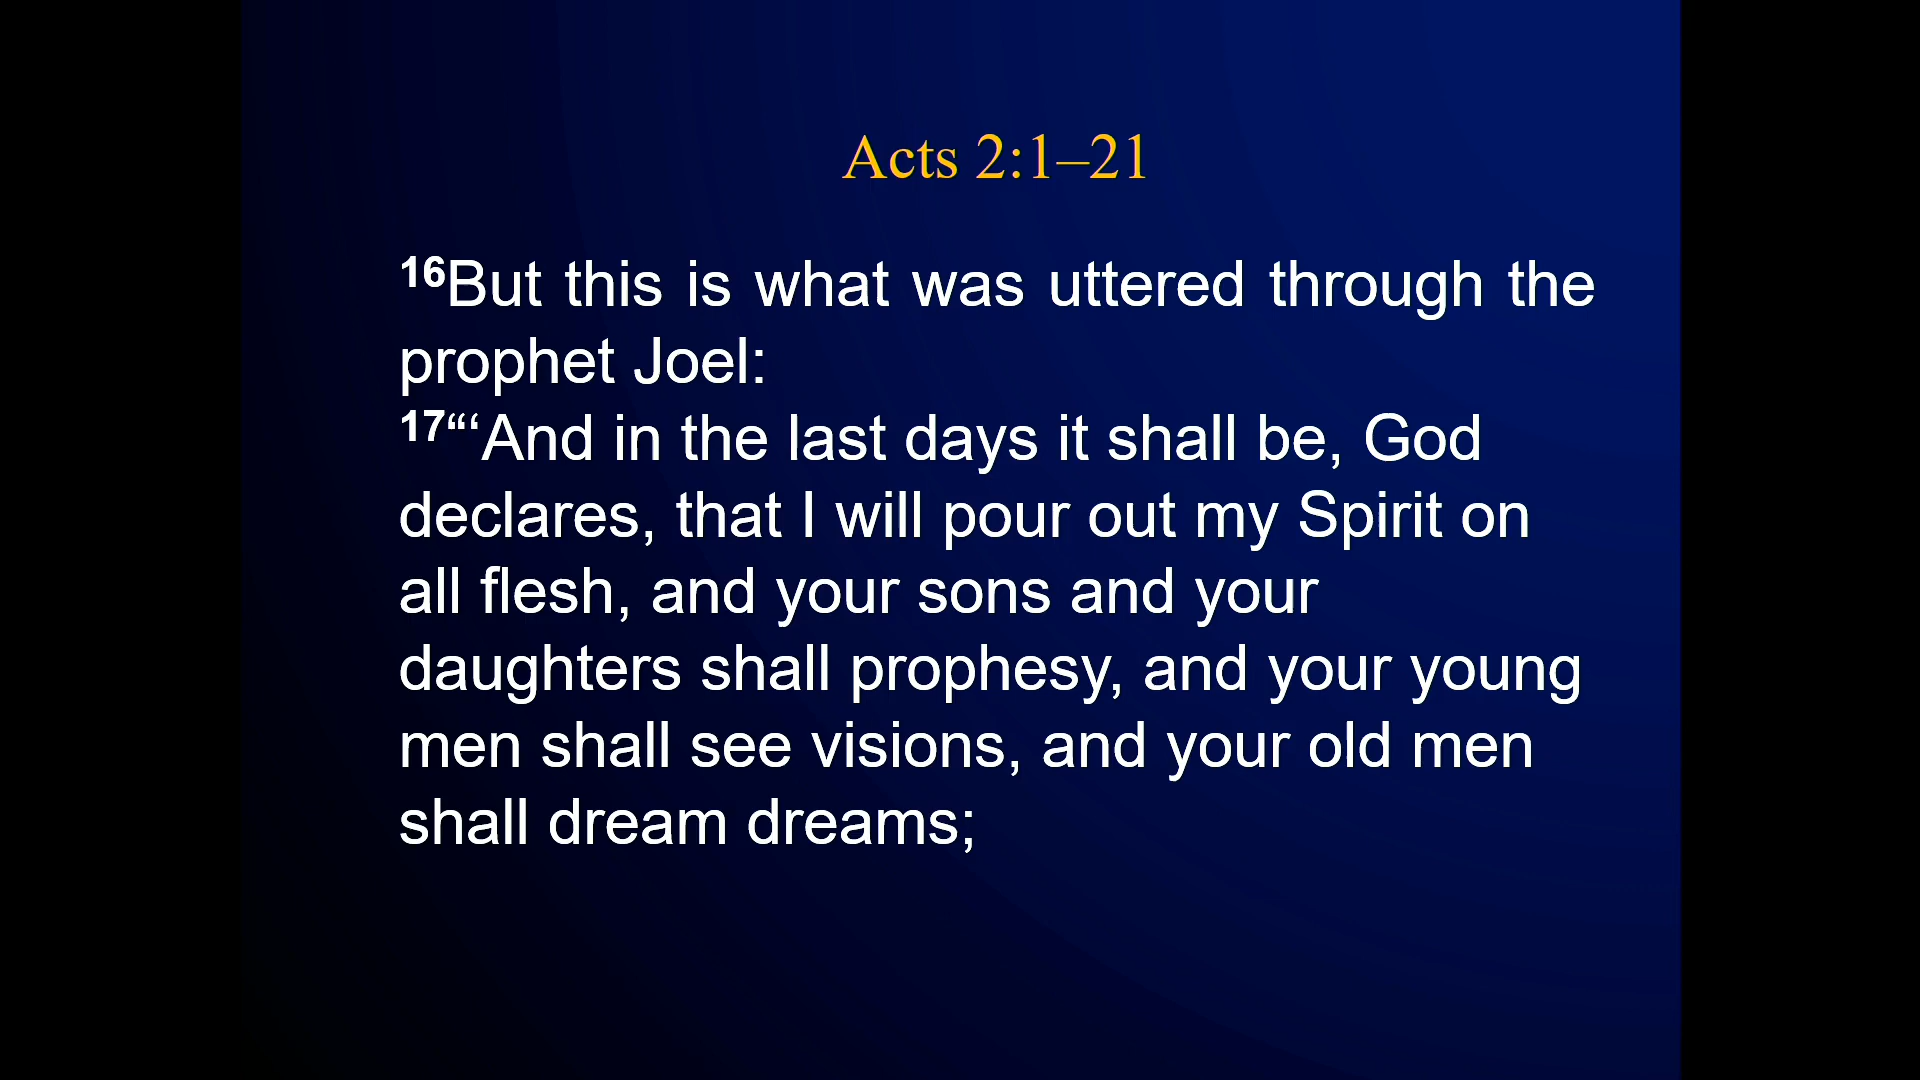 Acts 2:1–21
16But this is what was uttered through the
prophet Joel:
17“‘And in the last days it shall be, God
declares, that I will pour out my Spirit on
all flesh, and your sons and your
daughters shall prophesy, and your young
men shall see visions, and your old men
shall dream dreams;